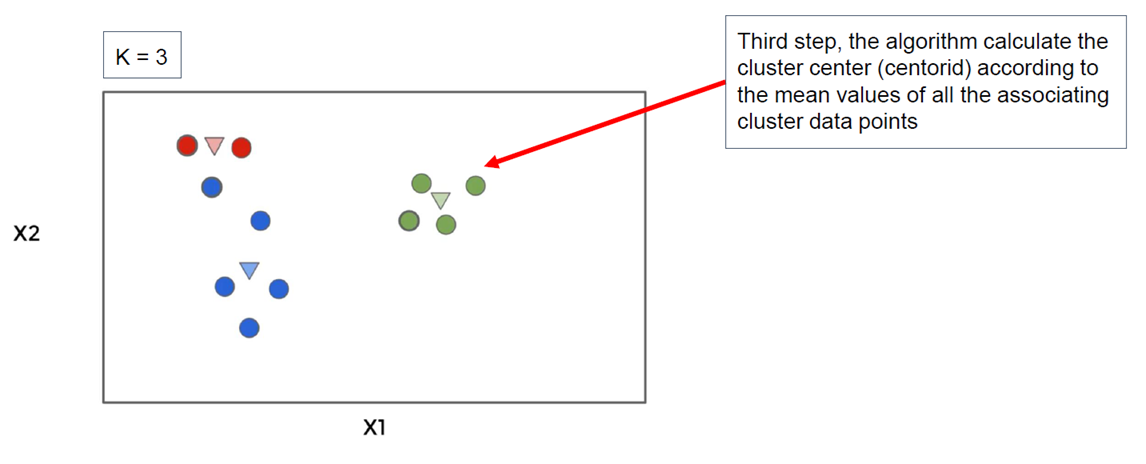 K = 3
Third step, the algorithm calculate the
cluster center (centorid) according to
the mean values of all the associating
cluster data points
X2
X1